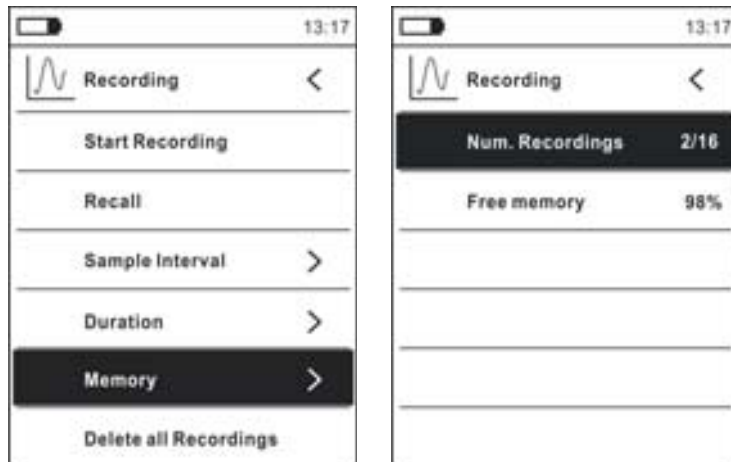 13:17
Recording <
Start Recording
Recall
Sample Interval >
Duration >
Memory >
Delete all Recordings
13:17
Recording <
Num. Recordings 2/16
Free memory 98%